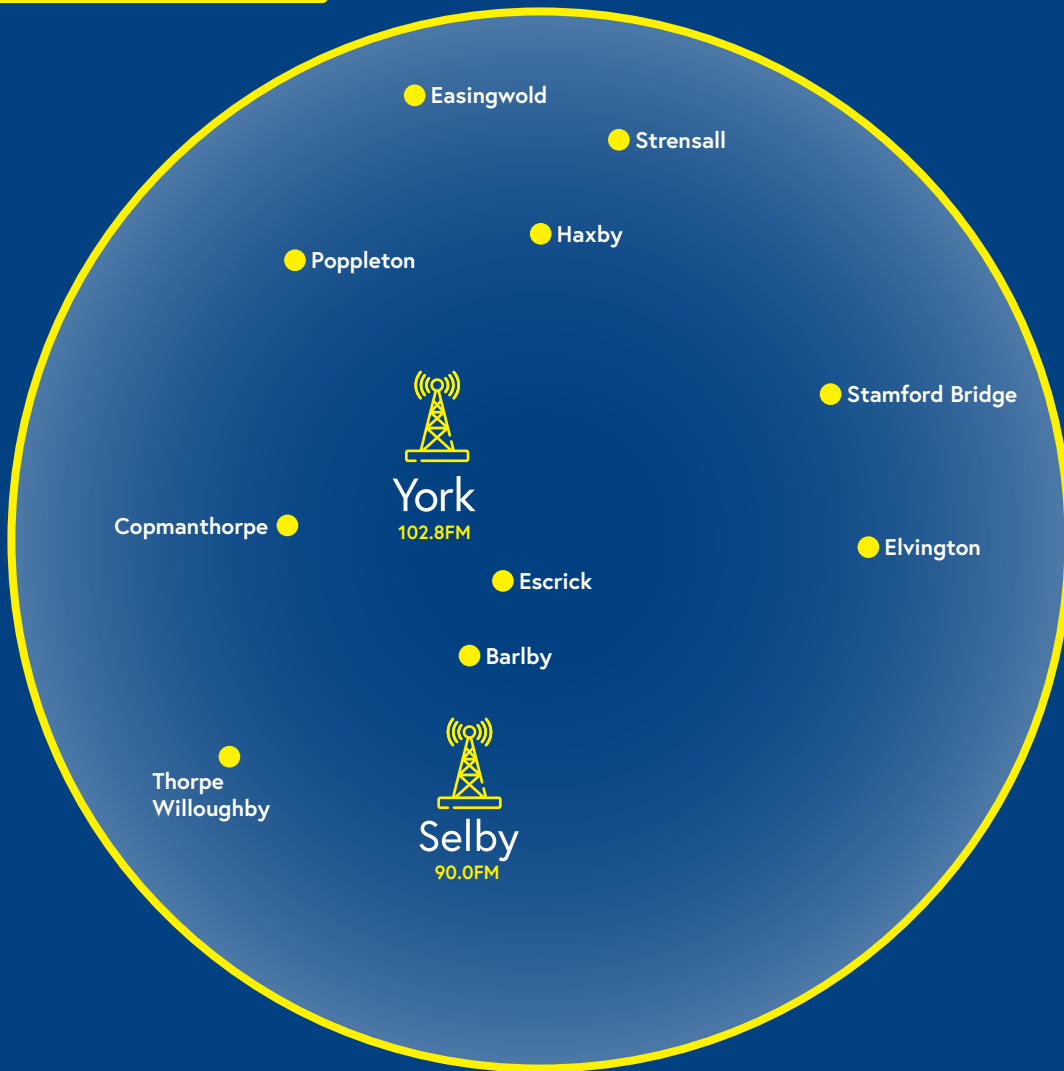 Easingwold
Strensall
Haxby
Poppleton
Stamford Bridge
York
102.8FM
Copmanthorpe
Elvington
Escrick
Barlby
Thorpe
Willoughby
Selby
90.0FM